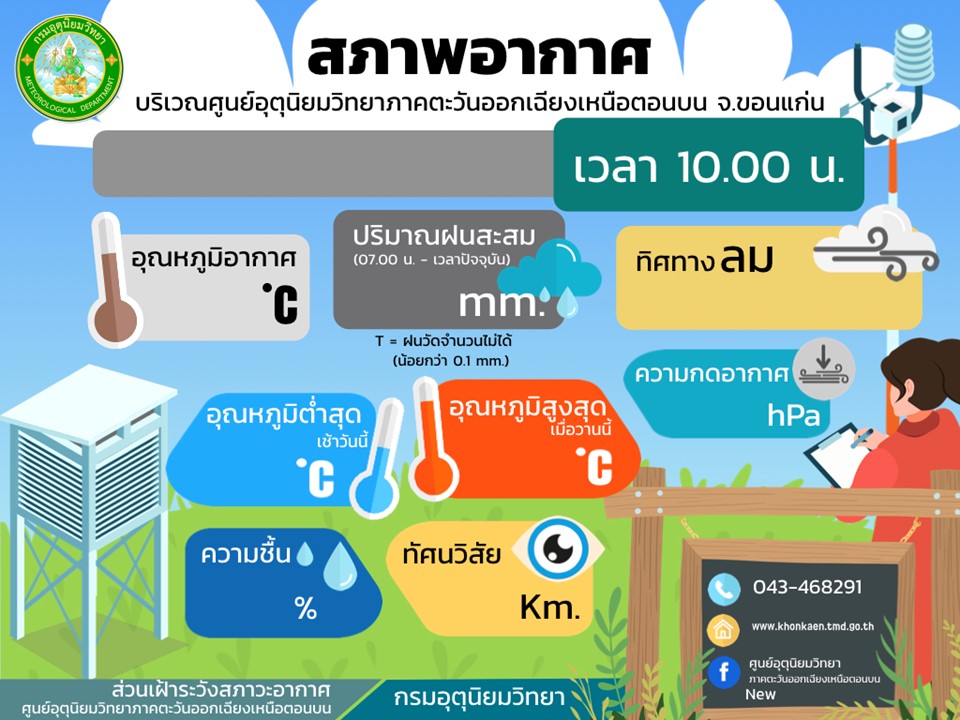 กรมอุตุนิยมวิทยา
METEOROLOGICAL DEPARTMENT
สภาพอากาศ
บริเวณศูนย์อุตุนิยมวิทยาภาคตะวันออกเฉียงเหนือตอนบน จ.ขอนแก่น
เวลา 10.00 น.
อุณหภูมิอากาศ
°C
ปริมาณฝนสะสม
(07.00 น. - เวลาปัจจุบัน)
mm.
T = ฝนวัดจำนวนไม่ได้
(น้อยกว่า 0.1 mm.)
ทิศทางลม
ความกดอากาศ
hPa
อุณหภูมิต่ำสุด
เช้าวันนี้
°C
อุณหภูมิสูงสุด
เมื่อวานนี้
°C
ความชื้น
%
ทัศนวิสัย
Km.
043-468291
www.khonkaen.tmd.go.th
ศูนย์อุตุนิยมวิทยา
ภาคตะวันออกเฉียงเหนือตอนบน
New
ส่วนเฝ้าระวังสภาวะอากาศ
ศูนย์อุตุนิยมวิทยาภาคตะวันออกเฉียงเหนือตอนบน
กรมอุตุนิยมวิทยา